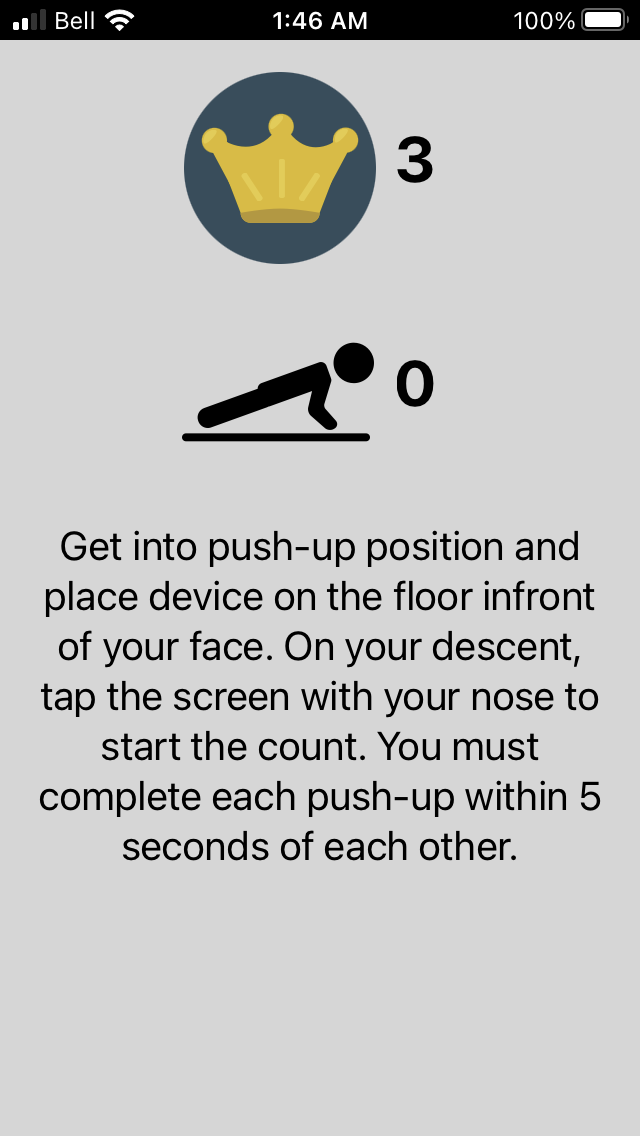 Bell 1:46 AM 100%
3
0
Get into push-up position and
place device on the floor infront
of your face. On your descent,
tap the screen with your nose to
start the count. You must
complete each push-up within 5
seconds of each other.